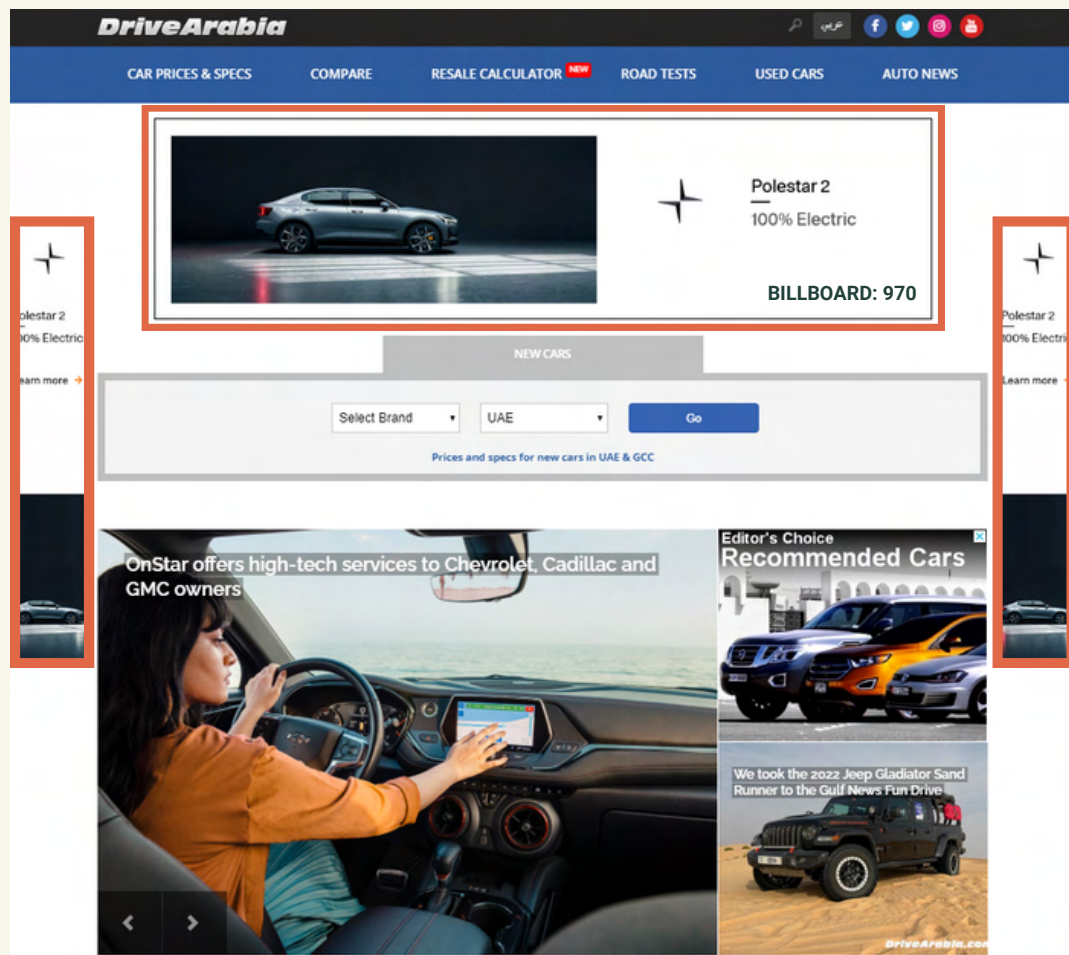 DriveArabia
عربي
CAR PRICES & SPECS
COMPARE
RESALE CALCULATOR NEW
ROAD TESTS
USED CARS
AUTO NEWS
Polestar 2
100% Electric
BILLBOARD: 970
olestar 2
00% Electric
earn more →
Polestar 2
100% Electri
Learn more
NEW CARS
Select Brand
UAE
Go
Prices and specs for new cars in UAE & GCC
OnStar offers high-tech services to Chevrolet, Cadillac and
GMC owners
Editor's Choice
Recommended Cars
We took the 2022 Jeep Gladiator Sand
Runner to the Gulf News Fun Drive
DriveArabia.com